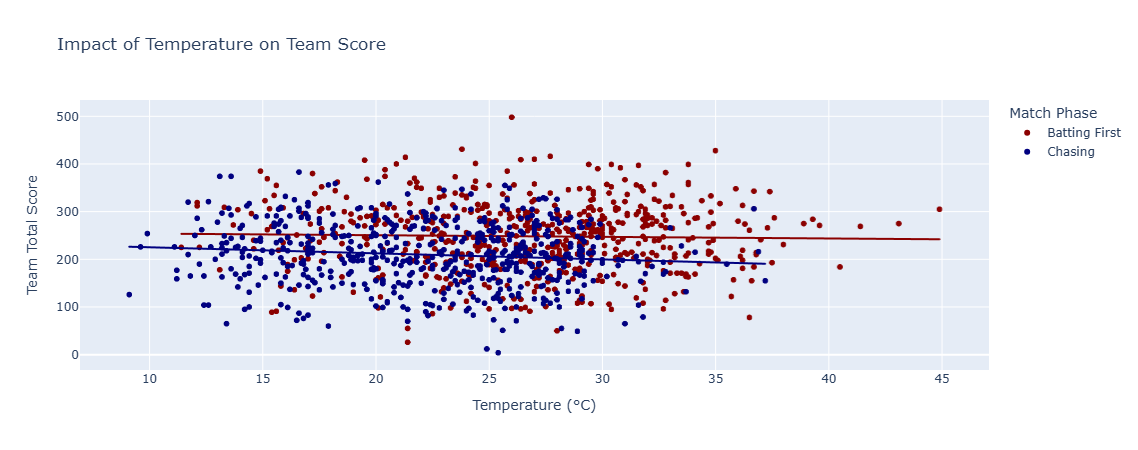 Impact of Temperature on Team Score
Match Phase
Batting First
Chasing
Team Total Score
500
400
300
200
100
0
10 15 20 25 30 35 40 45
Temperature (°C)